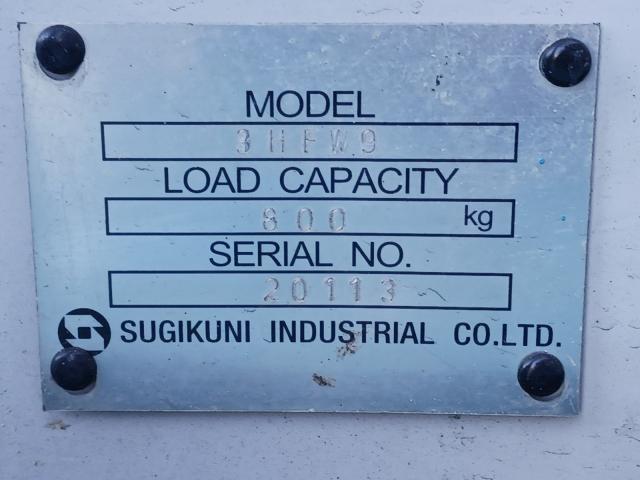 MODEL
3HFW9
LOAD CAPACITY
800 kg
SERIAL NO.
20113
SUGIKUNI INDUSTRIAL CO.LTD.